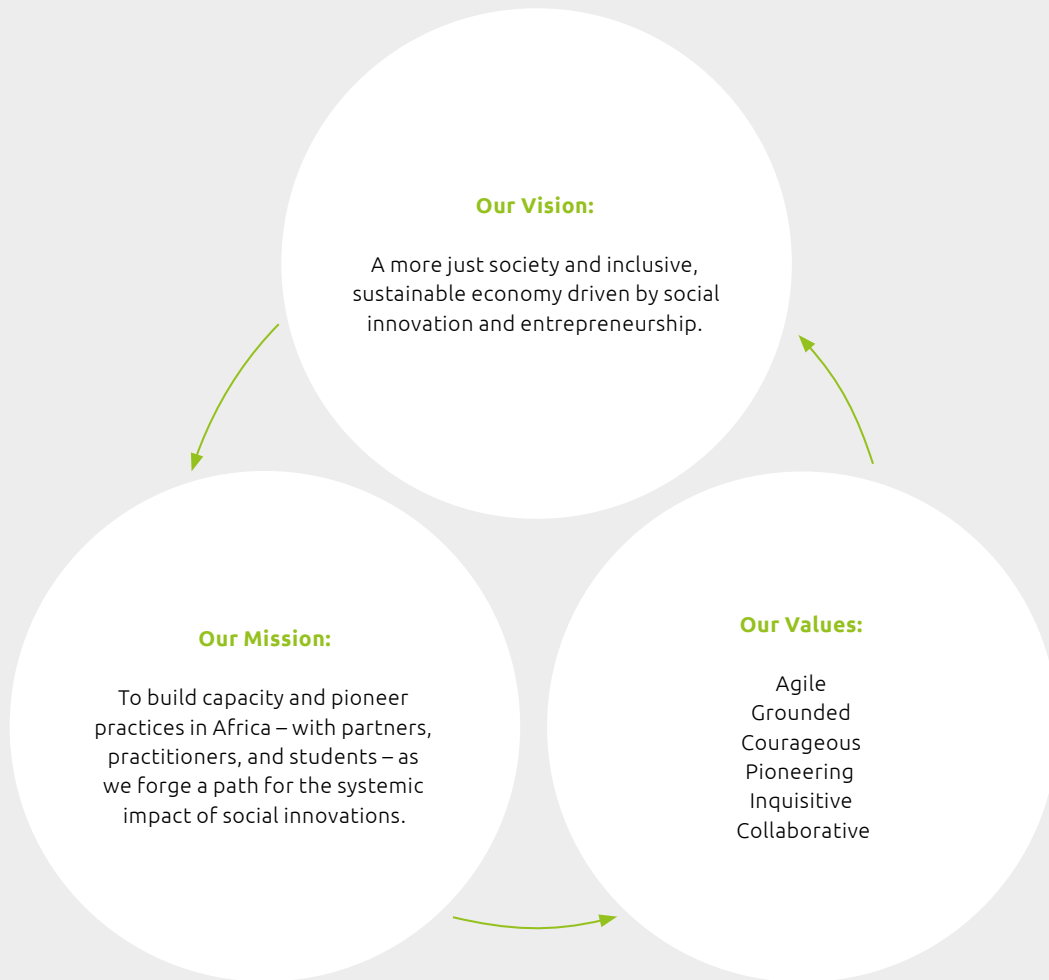 Our Vision:
A more just society and inclusive,
sustainable economy driven by social
innovation and entrepreneurship.
Our Mission:
To build capacity and pioneer
practices in Africa – with partners,
practitioners, and students – as
we forge a path for the systemic
impact of social innovations.
Our Values:
Agile
Grounded
Courageous
Pioneering
Inquisitive
Collaborative